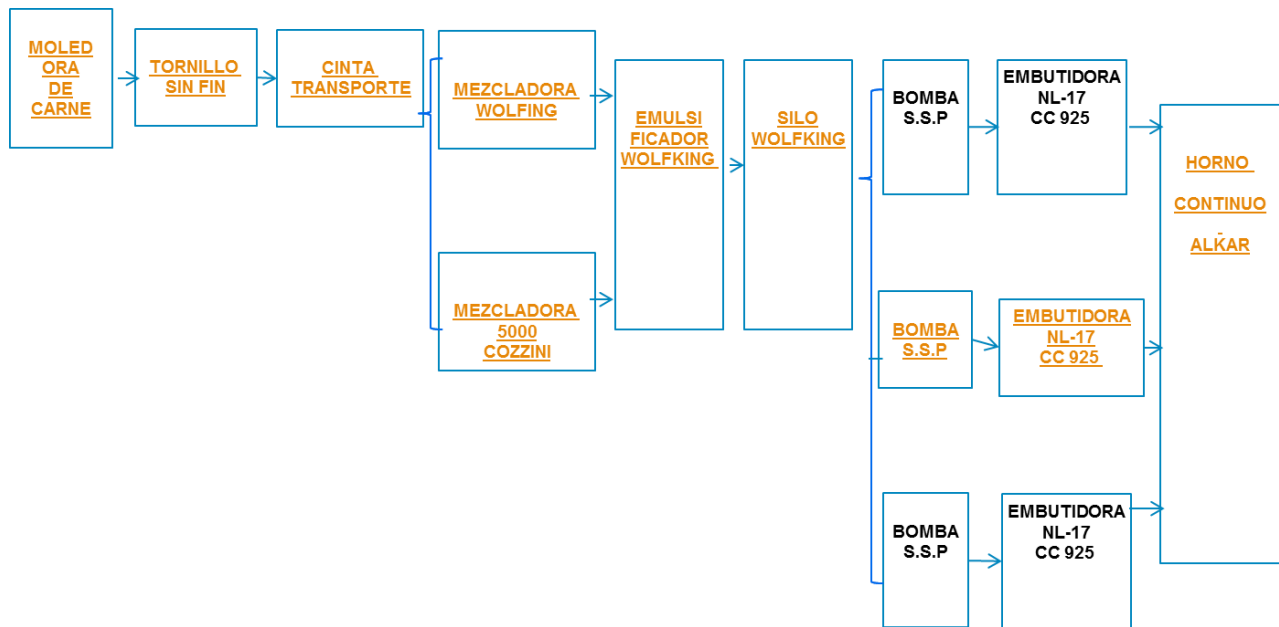 MOLED
ORA
DE
CARNE
TORNILLO
SIN FIN
CINTA
TRANSPORTE
MEZCLADORA
WOLFING
MEZCLADORA
5000
COZZINI
EMULSI
FICADOR
WOLFKING
SILO
WOLFKING
BOMBA
S.S.P
EMBUTIDORA
NL-17
CC 925
BOMBA
S.S.P
EMBUTIDORA
NL-17
CC 925
BOMBA
S.S.P
EMBUTIDORA
NL-17
CC 925
HORNO
CONTINUO
-
ALKAR